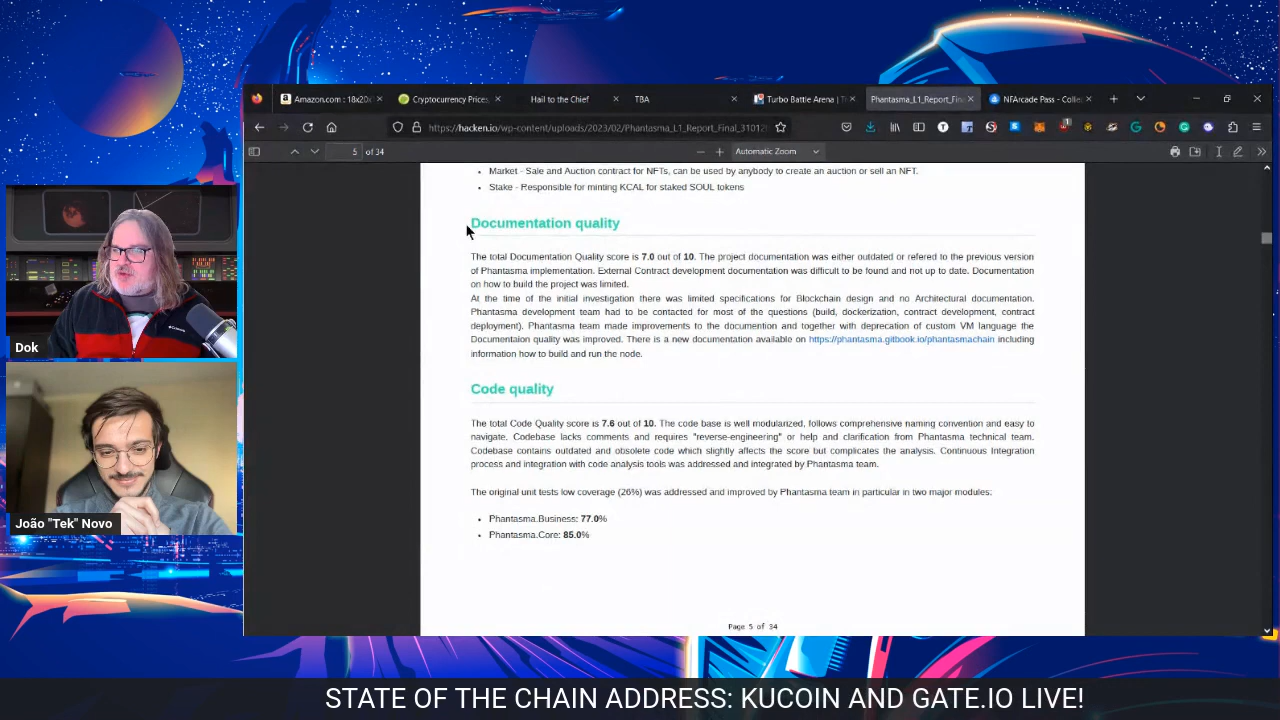 Amazon.com : 18x20x
Cryptocurrency Prices,
Hail to the Chief
TBA
Turbo Battle Arena | T
Phantasma_L1_Report_Fin
NFArcade Pass - Colle
https://hacken.io/wp-content/uploads/2023/02/Phantasma_L1_Report_Final_31012
5 of 34
Automatic Zoom
• Market - Sale and Auction contract for NFTs, can be used by anybody to create an auction or sell an NFT.
• Stake - Responsible for minting KCAL for staked SOUL tokens
Documentation quality
The total Documentation Quality score is 7.0 out of 10. The project documentation was either outdated or refered to the previous version
of Phantasma implementation. External Contract development documentation was difficult to be found and not up to date. Documentation
on how to build the project was limited.
At the time of the initial investigation there was limited specifications for Blockchain design and no Architectural documentation.
Phantasma development team had to be contacted for most of the questions (build, dockerization, contract development, contract
deployment). Phantasma team made improvements to the documention and together with deprecation of custom VM language the
Documentaion quality was improved. There is a new documentation available on https://phantasma.gitbook.io/phantasmachain including
information how to build and run the node.
Code quality
The total Code Quality score is 7.6 out of 10. The code base is well modularized, follows comprehensive naming convention and easy to
navigate. Codebase lacks comments and requires "reverse-engineering" or help and clarification from Phantasma technical team.
Codebase contains outdated and obsolete code which slightly affects the score but complicates the analysis. Continuous Integration
process and integration with code analysis tools was addressed and integrated by Phantasma team.
The original unit tests low coverage (26%) was addressed and improved by Phantasma team in particular in two major modules:
• Phantasma.Business: 77.0%
• Phantasma.Core: 85.0%
Page 5 of 34
Dok
João "Tek" Novo
STATE OF THE CHAIN ADDRESS: KUCOIN AND GATE.IO LIVE!